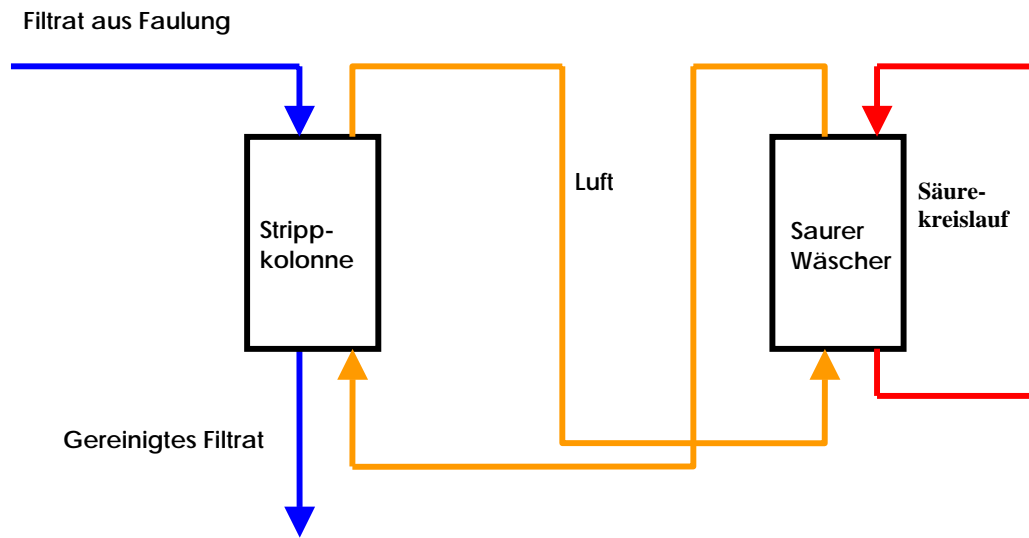 Filtrat aus Faulung
Luft
Säure-
kreislauf
Stripp-
kolonne
Saurer
Wäscher
Gereinigtes Filtrat